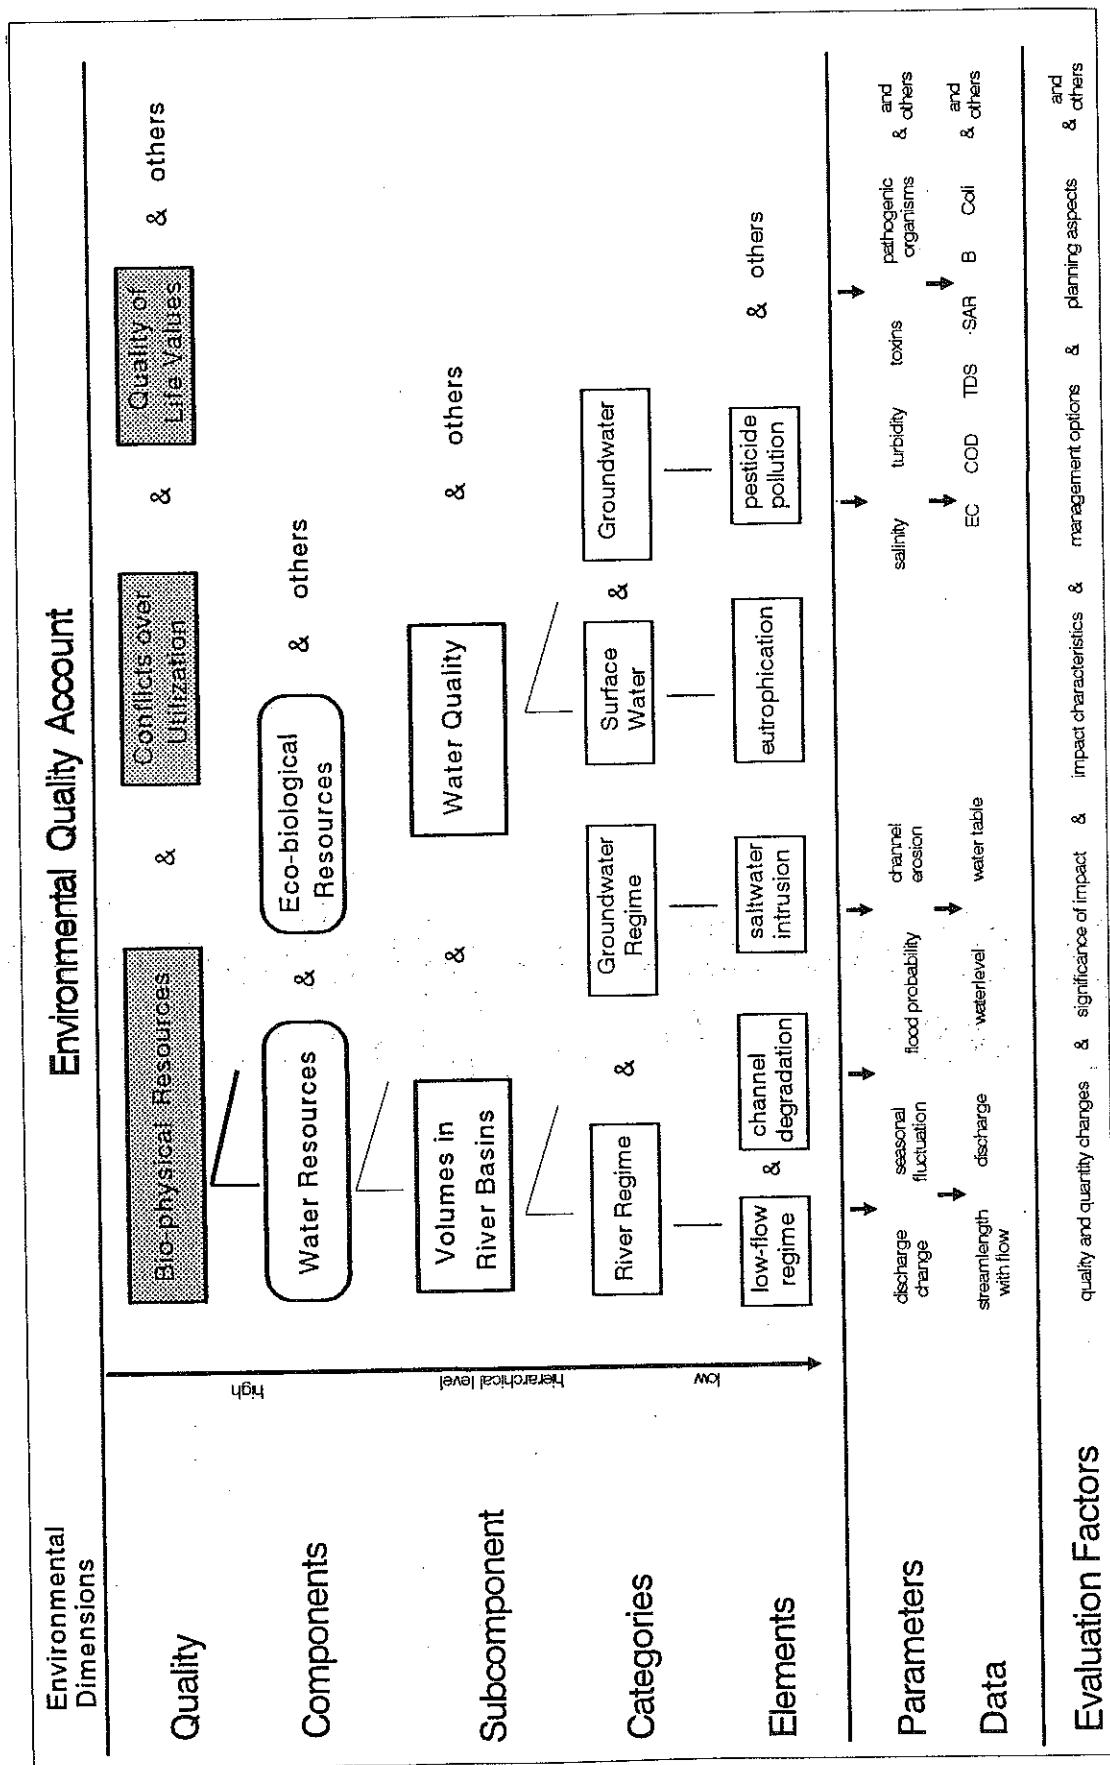 Environmental Quality Account
Environmental
Dimensions
Quality
Bio-physical Resources
&
Conflicts over
Utilization
&
Quality of
Life Values
& others
high
Components
Water Resources
&
Eco-biological
Resources
& others
hierarchical level
Subcomponent
Volumes in
River Basins
&
Water Quality
& others
Categories
River Regime
&
Groundwater
Regime
Surface
Water
&
Groundwater
low
Elements
low-flow
regime
&
channel
degradation
saltwater
intrusion
eutrophication
pesticide
pollution
& others
Parameters
discharge
change
seasonal
fluctuation
flood probability
channel
erosion
salinity
turbidity
toxins
pathogenic
organisms
& and
others
Data
streamlength
with flow
discharge
waterlevel
water table
EC COD TDS SAR B Coli & and
others
Evaluation Factors
quality and quantity changes & significance of impact & impact characteristics & management options & planning aspects & and
others